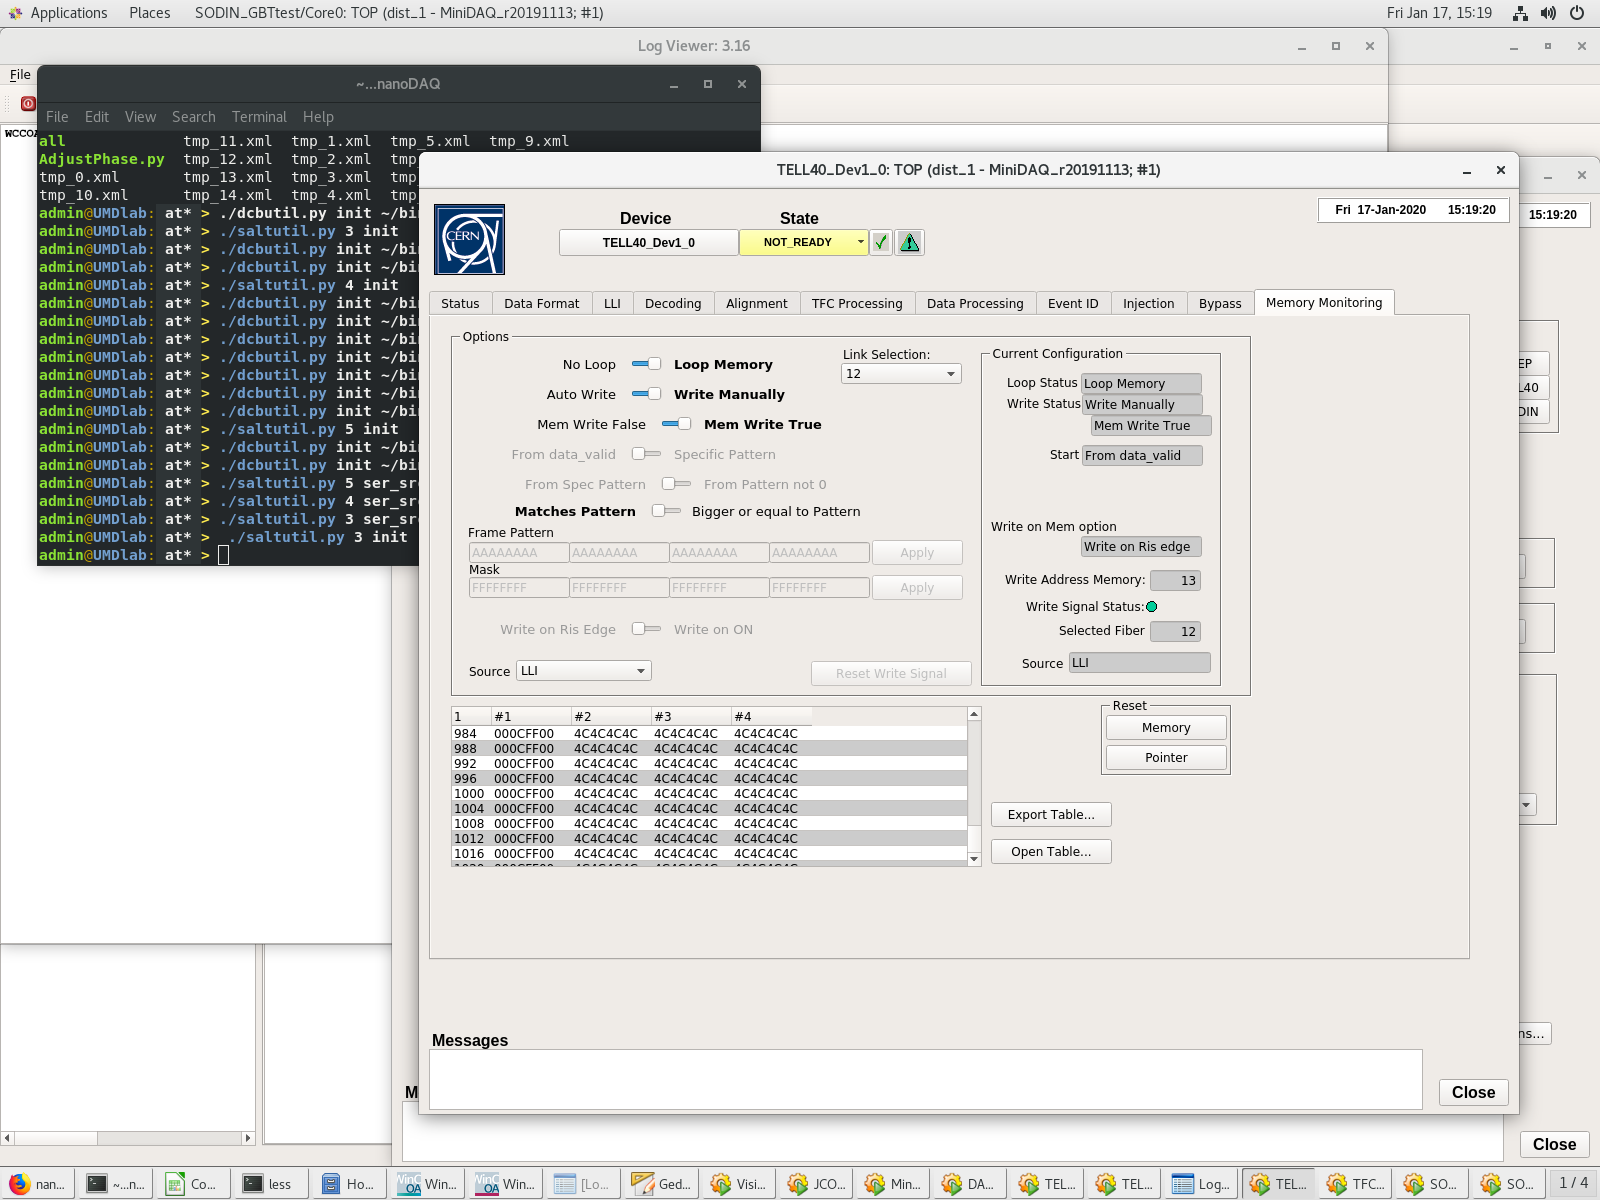 Applications Places SODIN_GBTtest/Core0: TOP (dist_1 - MiniDAQ_r20191113; #1) Fri Jan 17, 15:19
Log Viewer: 3.16
File
~...nanoDAQ
File Edit View Search Terminal Help
all tmp_11.xml tmp_1.xml tmp_5.xml tmp_9.xml
AdjustPhase.py tmp_12.xml tmp_2.xml tmp
tmp_0.xml tmp_13.xml tmp_3.xml tmp
tmp_10.xml tmp_14.xml tmp_4.xml tmp
admin@UMDlab: at* > ./dcbutil.py init ~/bin
admin@UMDlab: at* > ./saltutil.py 3 init
admin@UMDlab: at* > ./dcbutil.py init ~/bin
admin@UMDlab: at* > ./dcbutil.py init ~/bin
admin@UMDlab: at* > ./saltutil.py 4 init
admin@UMDlab: at* > ./dcbutil.py init ~/bin
admin@UMDlab: at* > ./dcbutil.py init ~/bin
admin@UMDlab: at* > ./dcbutil.py init ~/bin
admin@UMDlab: at* > ./dcbutil.py init ~/bin
admin@UMDlab: at* > ./dcbutil.py init ~/bin
admin@UMDlab: at* > ./dcbutil.py init ~/bin
admin@UMDlab: at* > ./dcbutil.py init ~/bin
admin@UMDlab: at* > ./saltutil.py 5 init
admin@UMDlab: at* > ./dcbutil.py init ~/bin
admin@UMDlab: at* > ./dcbutil.py init ~/bin
admin@UMDlab: at* > ./saltutil.py 5 ser_sr
admin@UMDlab: at* > ./saltutil.py 4 ser_sr
admin@UMDlab: at* > ./saltutil.py 3 ser_sr
admin@UMDlab: at* > ./saltutil.py 3 init
admin@UMDlab: at* >
TELL40_Dev1_0: TOP (dist_1 - MiniDAQ_r20191113; #1)
CERN
Device State
TELL40_Dev1_0 NOT_READY
Fri 17-Jan-2020 15:19:20
15:19:20
Status Data Format LLI Decoding Alignment TFC Processing Data Processing Event ID Injection Bypass Memory Monitoring
Options
No Loop Loop Memory
Auto Write Write Manually
Mem Write False Mem Write True
From data_valid Specific Pattern
From Spec Pattern From Pattern not 0
Matches Pattern Bigger or equal to Pattern
Link Selection:
12
Frame Pattern
AAAAAAAA AAAAAAAA AAAAAAAA AAAAAAAA Apply
Mask
FFFFFFFF FFFFFFFF FFFFFFFF FFFFFFFF Apply
Write on Ris Edge Write on ON
Source LLI Reset Write Signal
Current Configuration
Loop Status Loop Memory
Write Status Write Manually
Mem Write True
Start From data_valid
Write on Mem option
Write on Ris edge
Write Address Memory: 13
Write Signal Status:
Selected Fiber 12
Source LLI
1 #1 #2 #3 #4
984 000CFF00 4C4C4C4C 4C4C4C4C 4C4C4C4C
988 000CFF00 4C4C4C4C 4C4C4C4C 4C4C4C4C
992 000CFF00 4C4C4C4C 4C4C4C4C 4C4C4C4C
996 000CFF00 4C4C4C4C 4C4C4C4C 4C4C4C4C
1000 000CFF00 4C4C4C4C 4C4C4C4C 4C4C4C4C
1004 000CFF00 4C4C4C4C 4C4C4C4C 4C4C4C4C
1008 000CFF00 4C4C4C4C 4C4C4C4C 4C4C4C4C
1012 000CFF00 4C4C4C4C 4C4C4C4C 4C4C4C4C
1016 000CFF00 4C4C4C4C 4C4C4C4C 4C4C4C4C
Reset
Memory
Pointer
Export Table...
Open Table...
EP
L40
DIN
ns...
Messages
Close
M
Close
nan... ~...n... Co... less Ho... Win... Win... [Lo... Ged... Visi... JCO... Min... DA... TEL... TEL... Log... TEL... TFC... SO... SO... 1 / 4